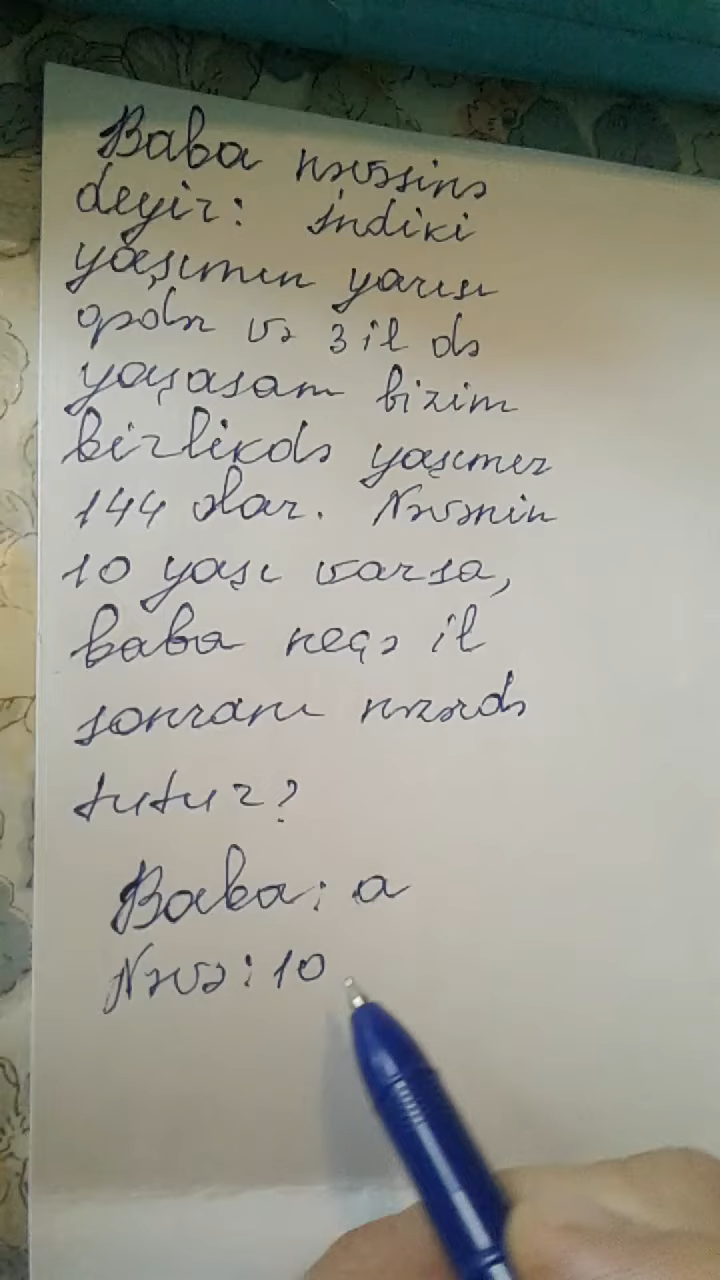 Baba nəvəsinə
deyir: İndiki
yaşımın yarısı
qədər və 3 il də
yaşasam bizim
birlikdə yaşımız
144 olar. Nəvənin
10 yaşı varsa,
baba neçə il
sonranı nəzərdə
tutur?
Baba: a
Nəvə: 10